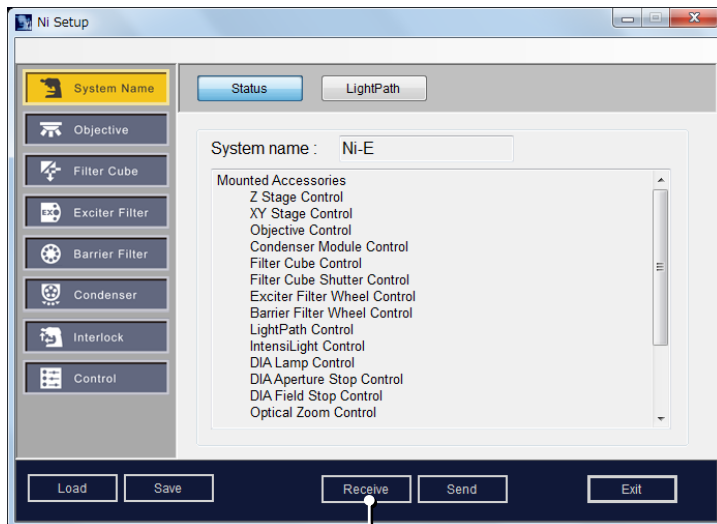 Ni Setup
System Name
Objective
Filter Cube
EXC
Exciter Filter
Barrier Filter
Condenser
Interlock
Control
Status
LightPath
System name :
Ni-E
Mounted Accessories
Z Stage Control
XY Stage Control
Objective Control
Condenser Module Control
Filter Cube Control
Filter Cube Shutter Control
Exciter Filter Wheel Control
Barrier Filter Wheel Control
LightPath Control
IntensiLight Control
DIA Lamp Control
DIA Aperture Stop Control
DIA Field Stop Control
Optical Zoom Control
Load
Save
Receive
Send
Exit